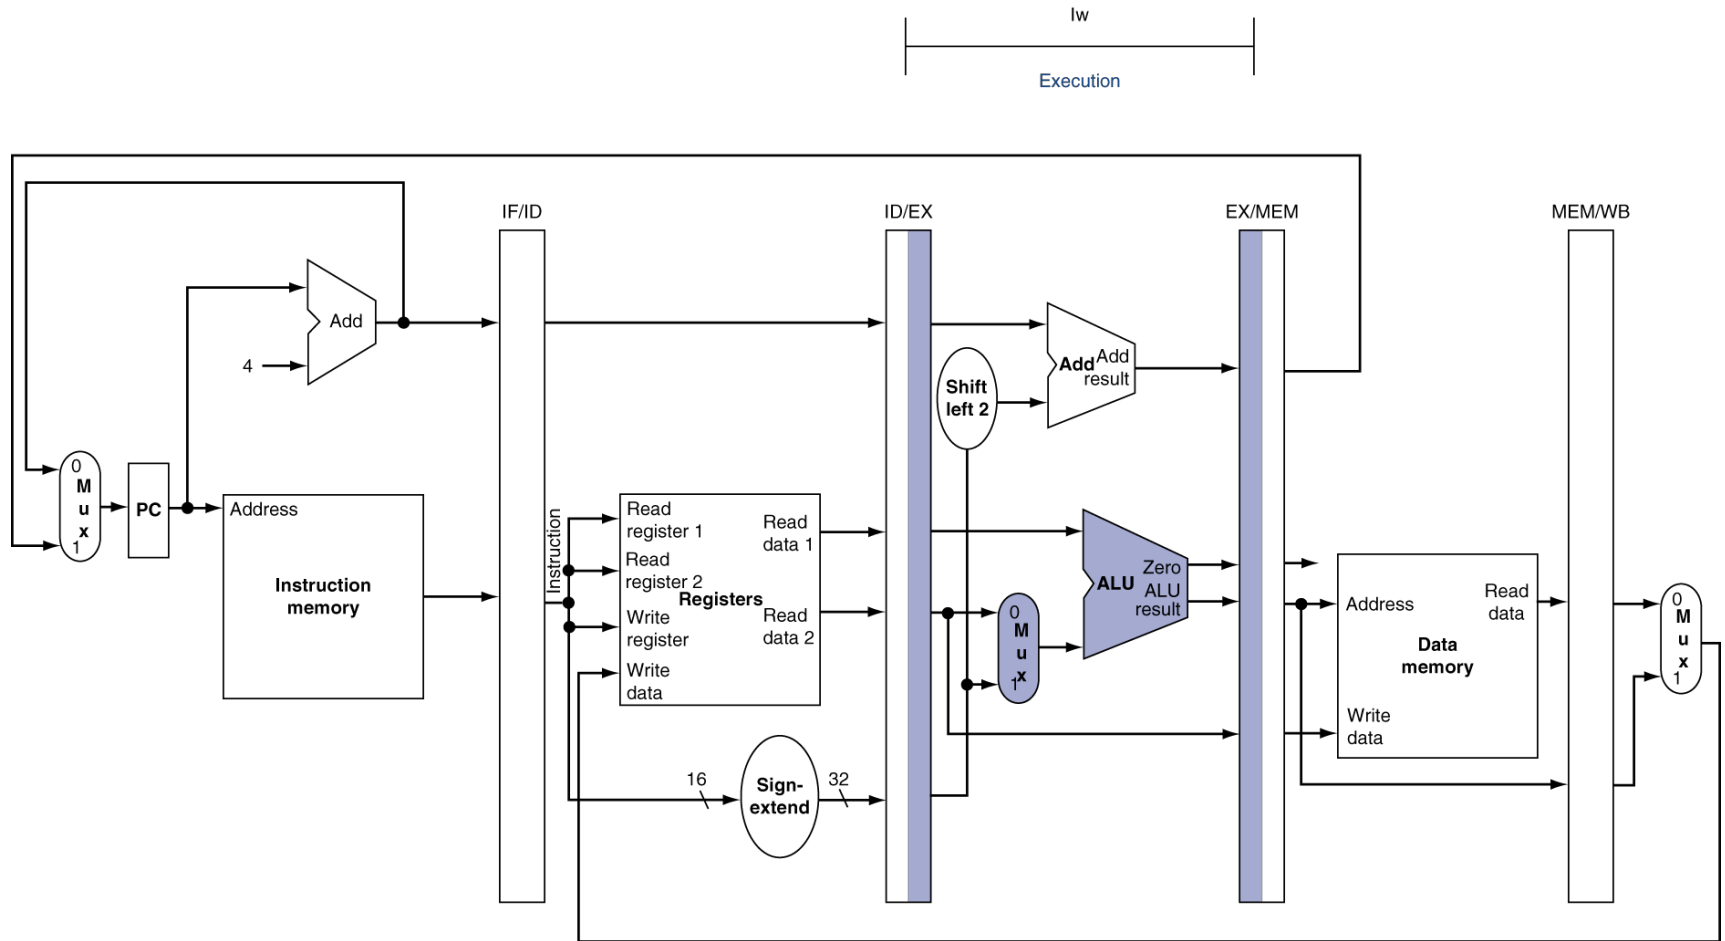 lw
Execution
IF/ID
ID/EX
EX/MEM
MEM/WB
Add
4
Add Add
result
Shift
left 2
0
M
u
x
1
PC
Address
Instruction
memory
Instruction
Read
register 1
Read
register 2
Write
register
Write
data
Registers
Read
data 1
Read
data 2
16
Sign-
extend
32
0
M
u
x
1
ALU
Zero
ALU
result
Address
Write
data
Data
memory
Read
data
0
M
u
x
1